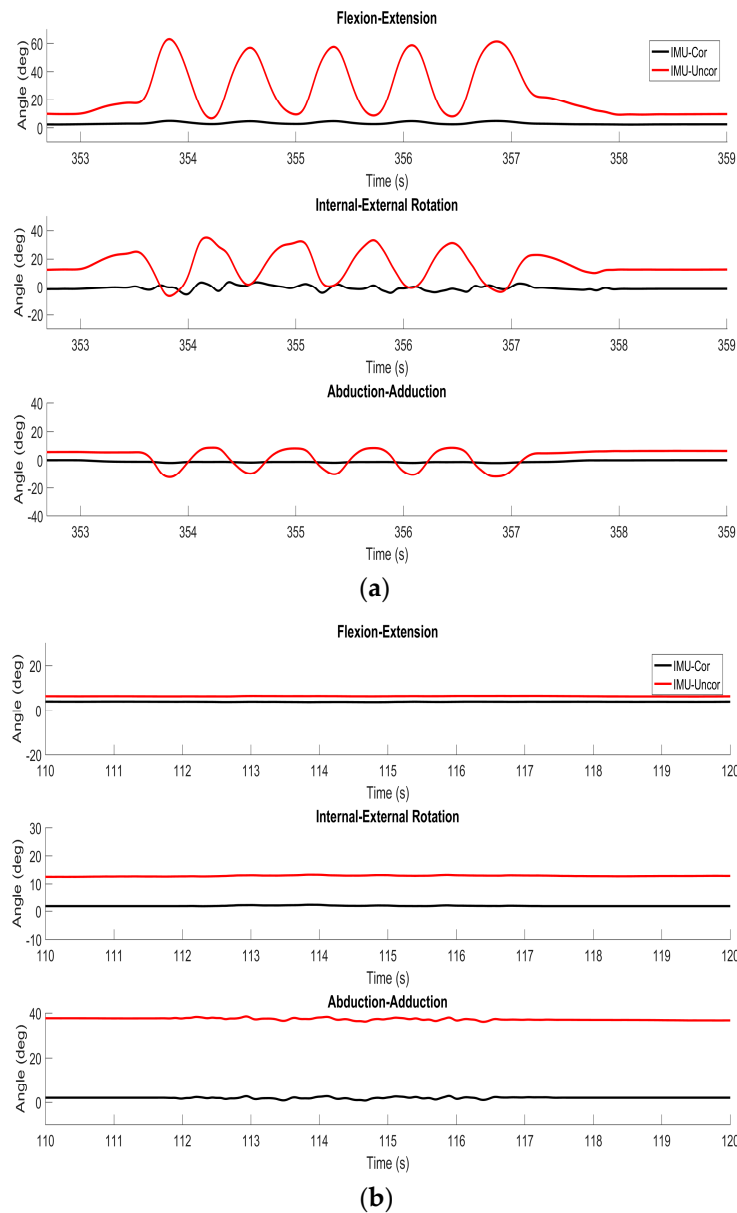 Flexion-Extension
IMU-Cor
IMU-Uncor
Angle (deg)
60
40
20
0
353 354 355 356 357 358 359
Time (s)
Internal-External Rotation
Angle (deg)
40
20
0
-20
353 354 355 356 357 358 359
Time (s)
Abduction-Adduction
Angle (deg)
40
20
0
-20
-40
353 354 355 356 357 358 359
Time (s)
(a)
Flexion-Extension
IMU-Cor
IMU-Uncor
Angle (deg)
20
0
-20
110 111 112 113 114 115 116 117 118 119 120
Time (s)
Internal-External Rotation
Angle (deg)
30
20
10
0
-10
110 111 112 113 114 115 116 117 118 119 120
Time (s)
Abduction-Adduction
Angle (deg)
40
20
0
110 111 112 113 114 115 116 117 118 119 120
Time (s)
(b)